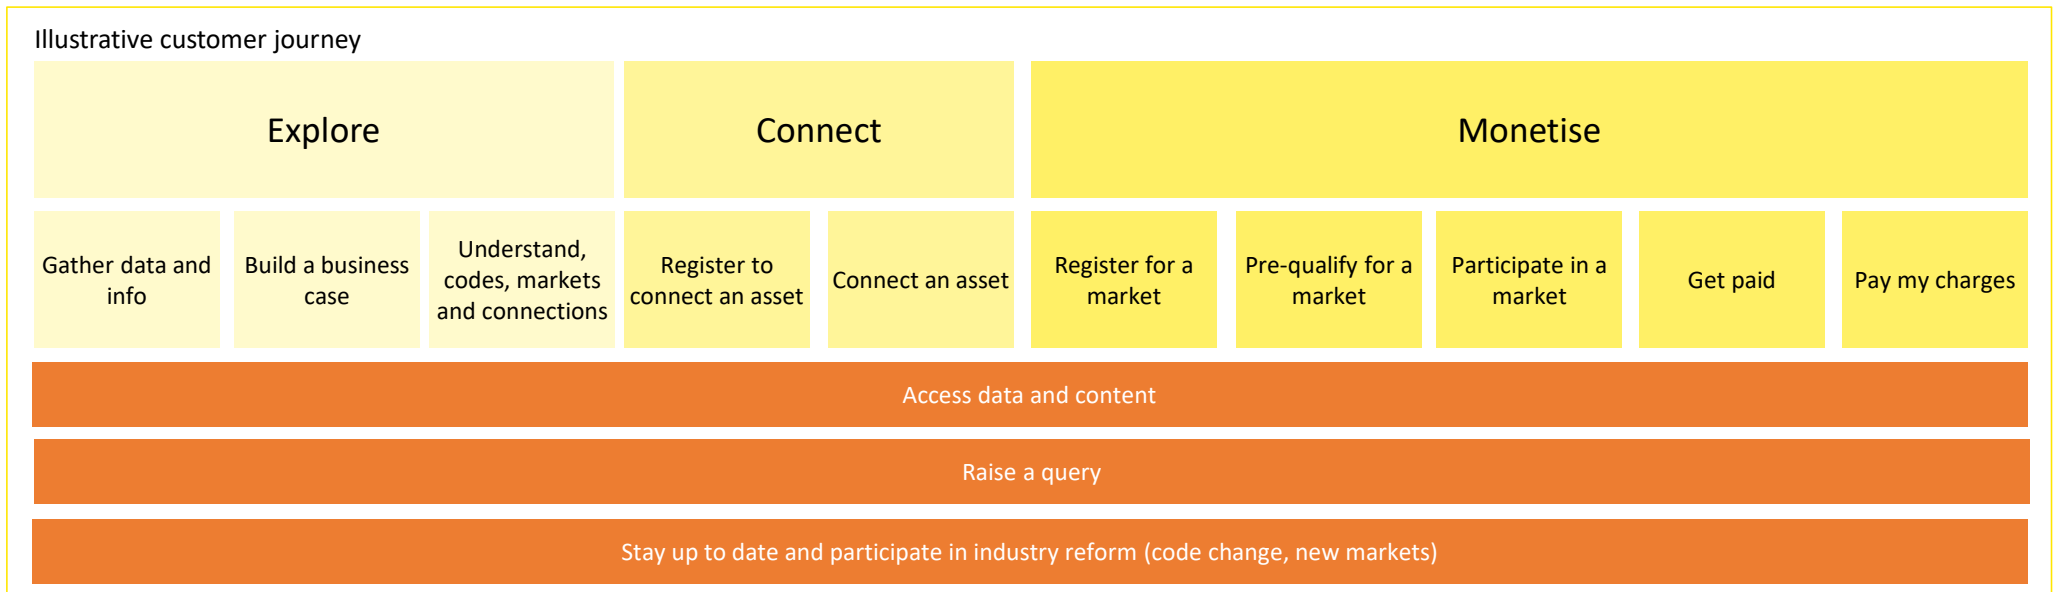 Illustrative customer journey
Explore
Connect
Monetise
Gather data and
info
Build a business
case
Understand,
codes, markets
and connections
Register to
connect an asset
Connect an asset
Register for a
market
Pre-qualify for a
market
Participate in a
market
Get paid
Pay my charges
Access data and content
Raise a query
Stay up to date and participate in industry reform (code change, new markets)